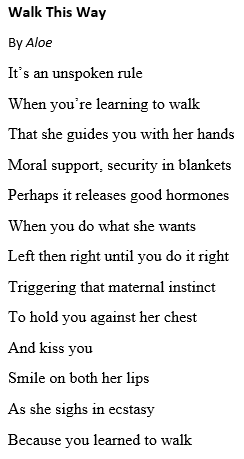 Walk This Way
By Aloe
It's an unspoken rule
When you're learning to walk
That she guides you with her hands
Moral support, security in blankets
Perhaps it releases good hormones
When you do what she wants
Left then right until you do it right
Triggering that maternal instinct
To hold you against her chest
And kiss you
Smile on both her lips
As she sighs in ecstasy
Because you learned to walk